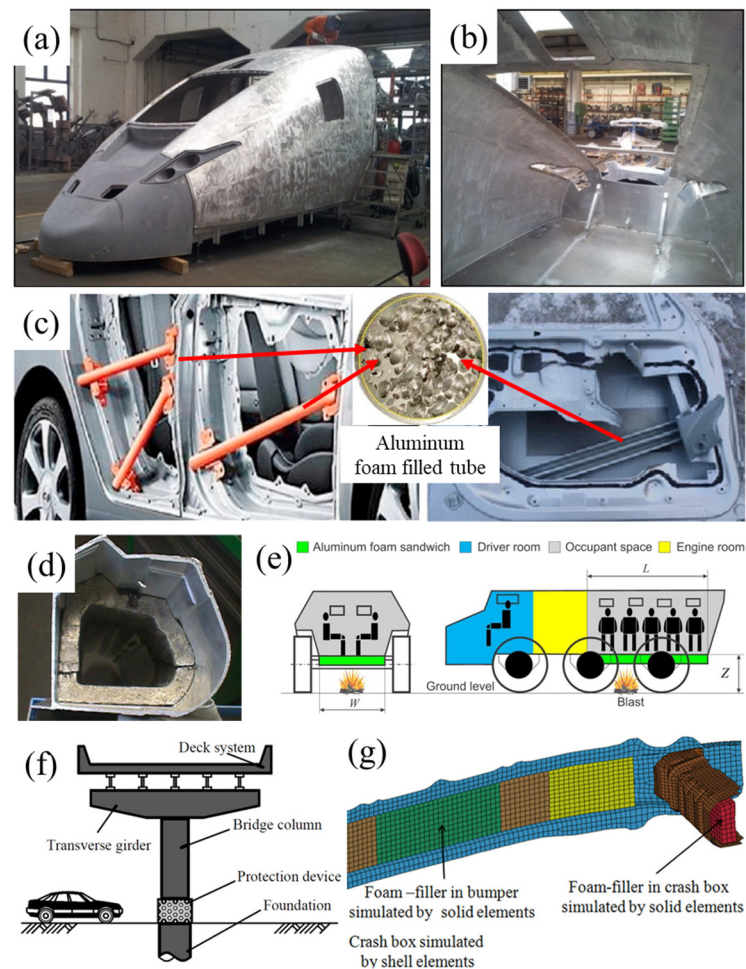 (a)
(b)
(c)
Aluminum
foam filled tube
(d)
(e)
Aluminum foam sandwich
Driver room
Occupant space
Engine room
L
Z
Ground level
W
Blast
(f)
Deck system
Transverse girder
Bridge column
Protection device
Foundation
(g)
Foam –filler in bumper
simulated by solid elements
Foam-filler in crash box
simulated by solid elements
Crash box simulated
by shell elements